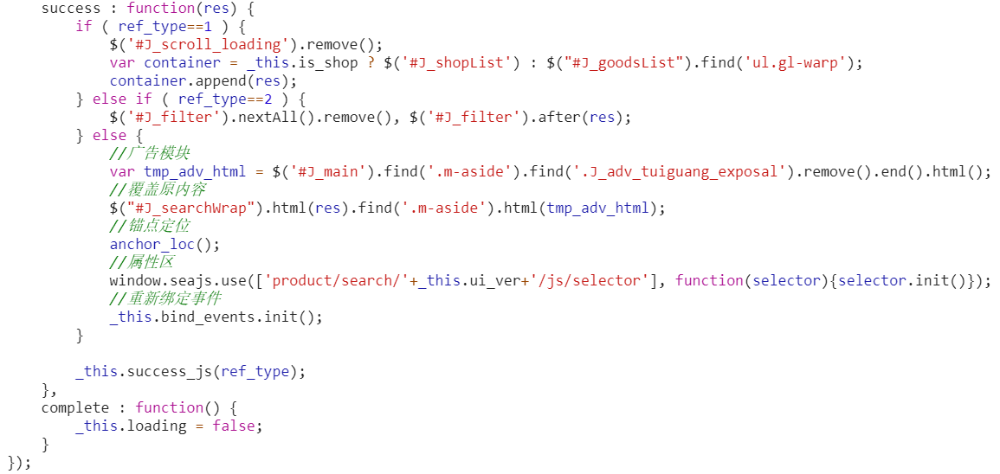 success : function(res) {
if ( ref_type==1 ) {
$('#J_scroll_loading').remove();
var container = _this.is_shop ? $('#J_shopList') : $("#J_goodsList").find('ul.gl-warp');
container.append(res);
} else if ( ref_type==2 ) {
$('#J_filter').nextAll().remove(), $('#J_filter').after(res);
} else {
//广告模块
var tmp_adv_html = $('#J_main').find('.m-aside').find('.J_adv_tuiguang_exposal').remove().end().html();
//覆盖原内容
$("#J_searchWrap").html(res).find('.m-aside').html(tmp_adv_html);
//锚点定位
anchor_loc();
//属性区
window.seajs.use(['product/search/'+_this.ui_ver+'/js/selector'], function(selector){selector.init()});
//重新绑定事件
_this.bind_events.init();
}
_this.success_js(ref_type);
},
complete : function() {
_this.loading = false;
}
});